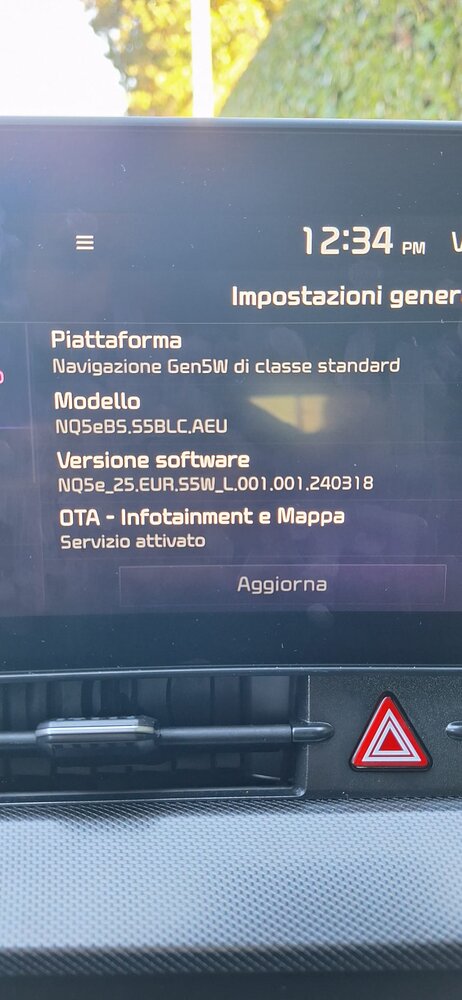 12:34 PM
Impostazioni gener
Piattaforma
Navigazione Gen5W di classe standard
Modello
NQ5eBS.S5BLC.AEU
Versione software
NQ5e_25.EUR.S5W_L.001.001.240318
OTA - Infotainment e Mappa
Servizio attivato
Aggiorna